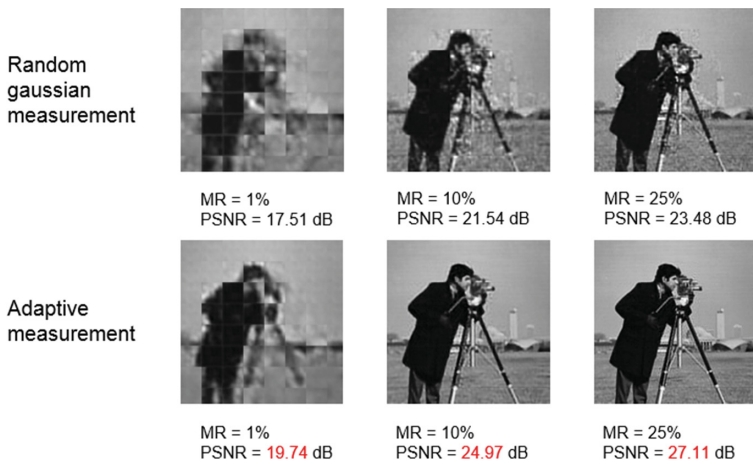 Random
gaussian
measurement
MR = 1%
PSNR = 17.51 dB
MR = 10%
PSNR = 21.54 dB
MR = 25%
PSNR = 23.48 dB
Adaptive
measurement
MR = 1%
PSNR = 19.74 dB
MR = 10%
PSNR = 24.97 dB
MR = 25%
PSNR = 27.11 dB